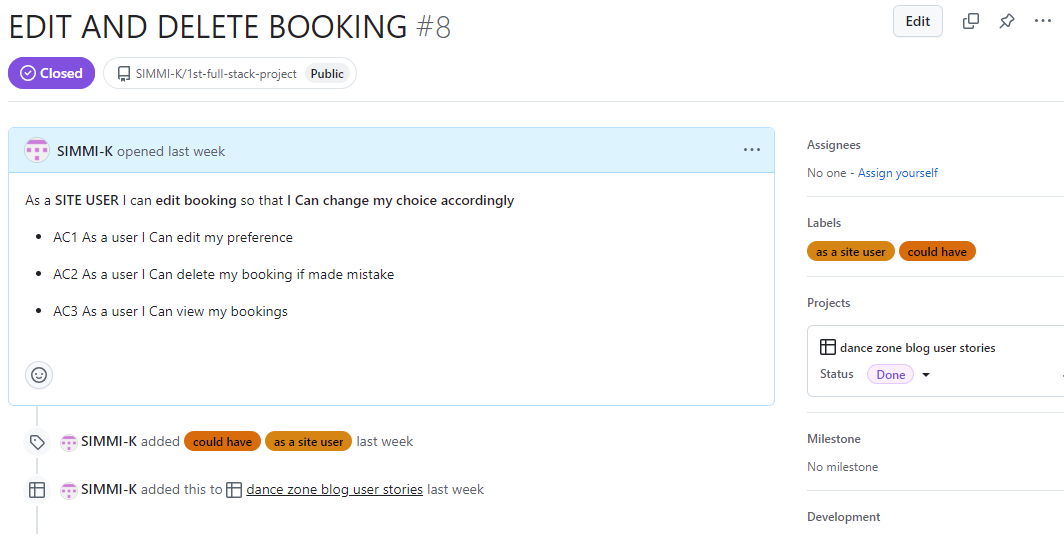 EDIT AND DELETE BOOKING #8
Edit
Closed
SIMMI-K/1st-full-stack-project Public
SIMMI-K opened last week
As a SITE USER I can edit booking so that I Can change my choice accordingly
AC1 As a user I Can edit my preference
AC2 As a user I Can delete my booking if made mistake
AC3 As a user I Can view my bookings
SIMMI-K added could have as a site user last week
SIMMI-K added this to dance zone blog user stories last week
Assignees
No one - Assign yourself
Labels
as a site user could have
Projects
dance zone blog user stories
Status Done
Milestone
No milestone
Development